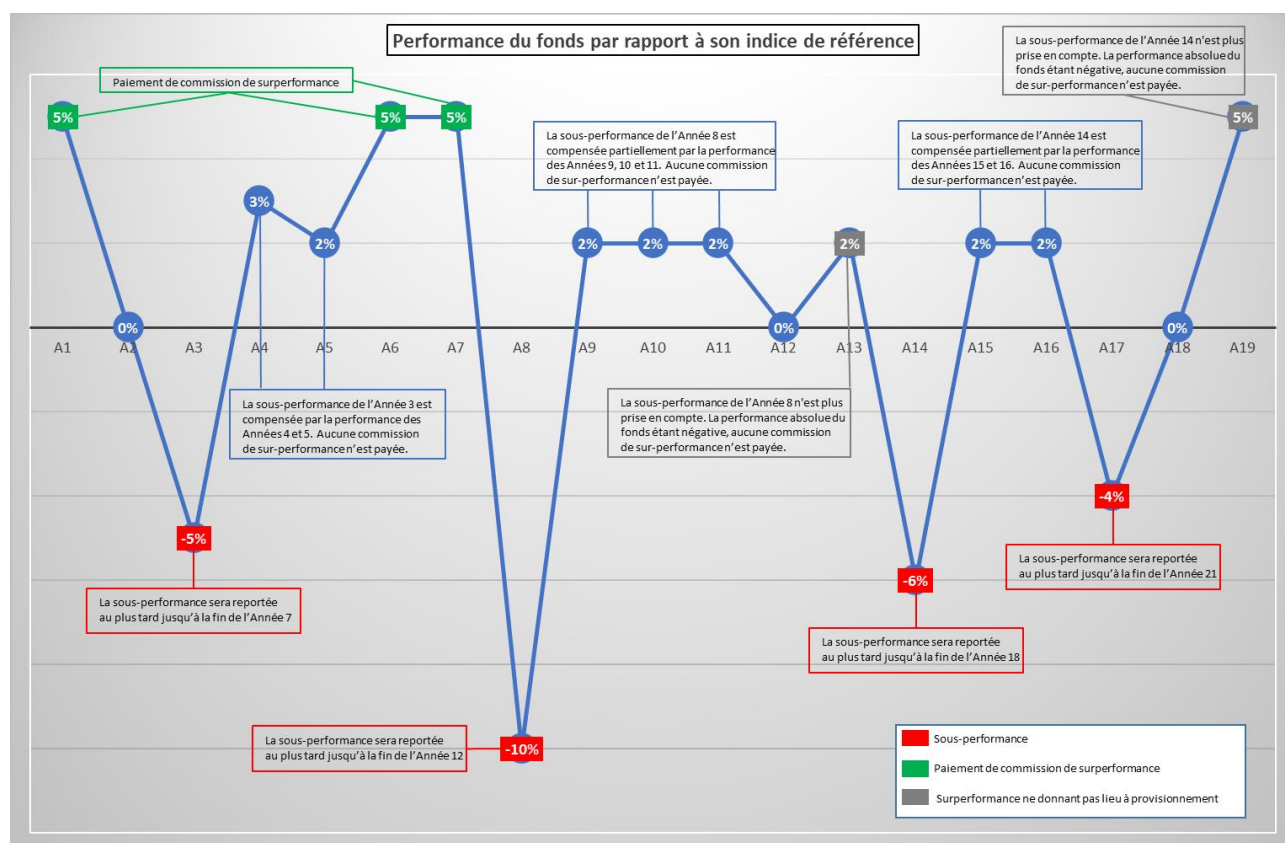 Performance du fonds par rapport à son indice de référence
La sous-performance de l'Année 14 n'est plus
prise en compte. La performance absolue du
fonds étant négative, aucune commission
de sur-performance n'est payée.
Paiement de commission de surperformance
5%
5%
5%
5%
La sous-performance de l'Année 8 est
compensée partiellement par la performance
des Années 9, 10 et 11. Aucune commission
de sur-performance n'est payée.
La sous-performance de l'Année 14 est
compensée partiellement par la performance
des Années 15 et 16. Aucune commission
de sur-performance n'est payée.
3%
2%
2%
2%
2%
2%
2%
2%
0%
0%
0%
A1
A2
A3
A4
A5
A6
A7
A8
A9
A10
A11
A12
A13
A14
A15
A16
A17
A18
A19
La sous-performance de l'Année 3 est
compensée par la performance des
Années 4 et 5. Aucune commission
de sur-performance n'est payée.
La sous-performance de l'Année 8 n'est plus
prise en compte. La performance absolue du
fonds étant négative, aucune commission
de sur-performance n'est payée.
-4%
-5%
La sous-performance sera reportée
au plus tard jusqu'à la fin de l'Année 21
-6%
La sous-performance sera reportée
au plus tard jusqu'à la fin de l'Année 7
La sous-performance sera reportée
au plus tard jusqu'à la fin de l'Année 18
La sous-performance sera reportée
au plus tard jusqu'à la fin de l'Année 12
-10%
Sous-performance
Paiement de commission de surperformance
Surperformance ne donnant pas lieu à provisionnement